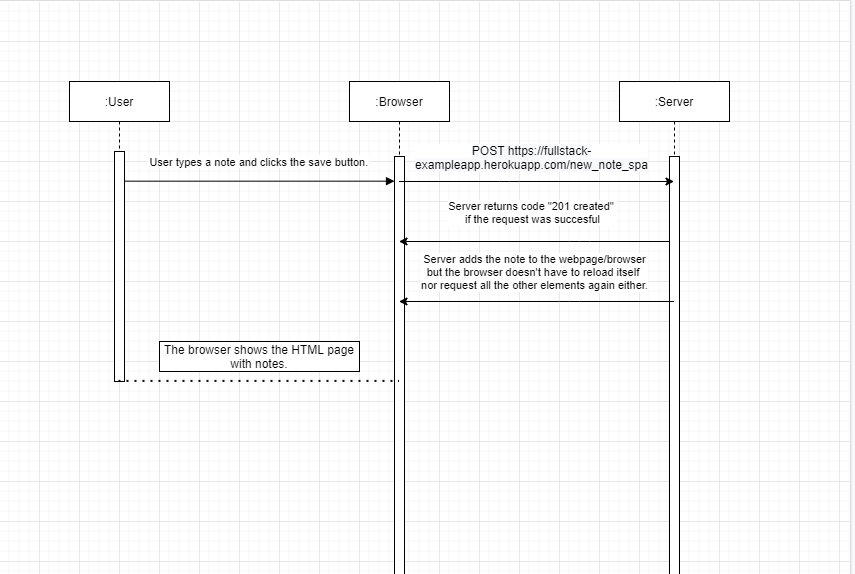 :User
:Browser
:Server
User types a note and clicks the save button.
POST https://fullstack-
exampleapp.herokuapp.com/new_note_spa
Server returns code "201 created"
if the request was succesful
Server adds the note to the webpage/browser
but the browser doesn't have to reload itself
nor request all the other elements again either.
The browser shows the HTML page
with notes.